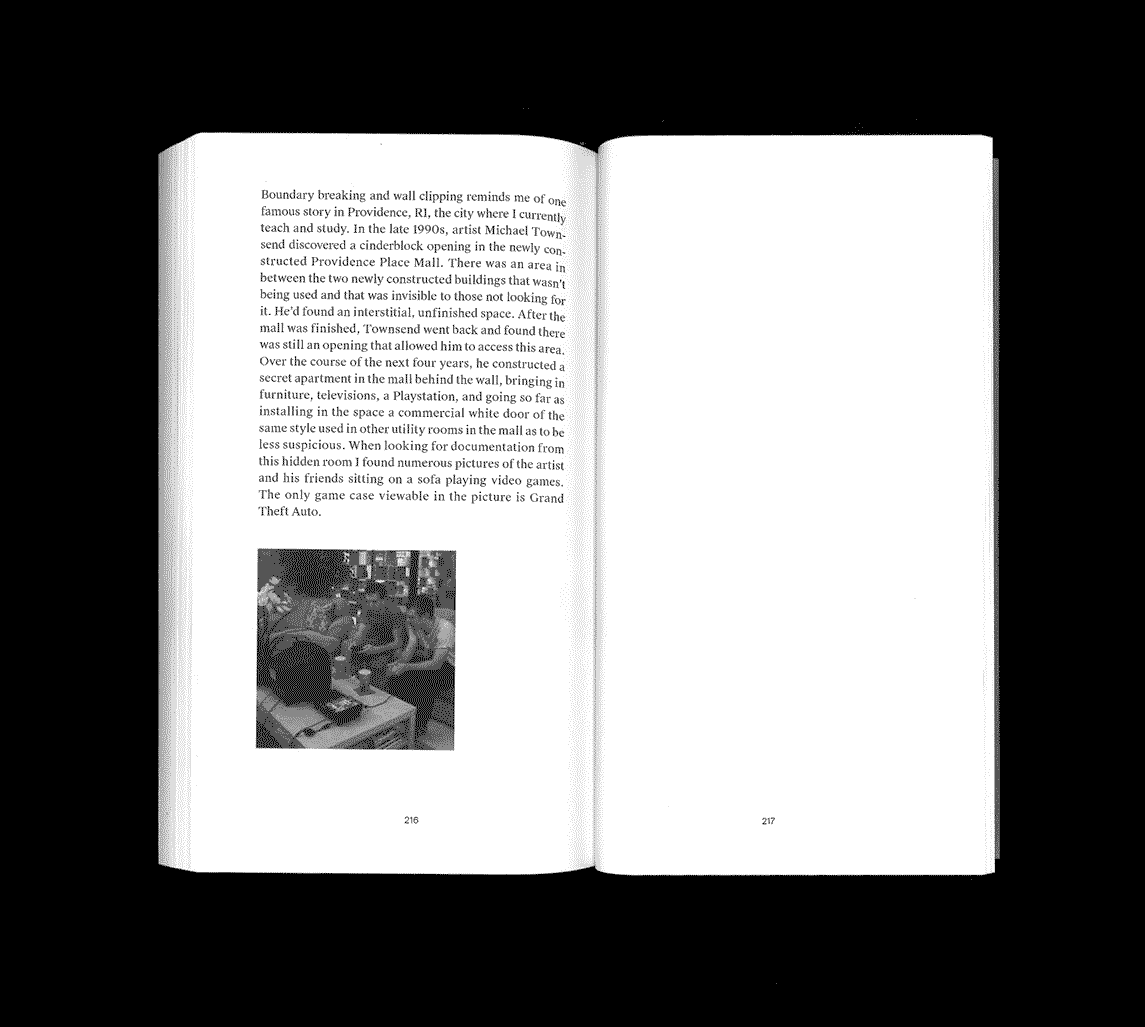 Boundary breaking and wall clipping reminds me of one
famous story in Providence, RI, the city where I currently
teach and study. In the late 1990s, artist Michael Town-
send discovered a cinderblock opening in the newly con-
structed Providence Place Mall. There was an area in
between the two newly constructed buildings that wasn't
being used and that was invisible to those not looking for
it. He'd found an interstitial, unfinished space. After the
mall was finished, Townsend went back and found there
was still an opening that allowed him to access this area.
Over the course of the next four years, he constructed a
secret apartment in the mall behind the wall, bringing in
furniture, televisions, a Playstation, and going so far as
installing in the space a commercial white door of the
same style used in other utility rooms in the mall as to be
less suspicious. When looking for documentation from
this hidden room I found numerous pictures of the artist
and his friends sitting on a sofa playing video games.
The only game case viewable in the picture is Grand
Theft Auto.
216
217